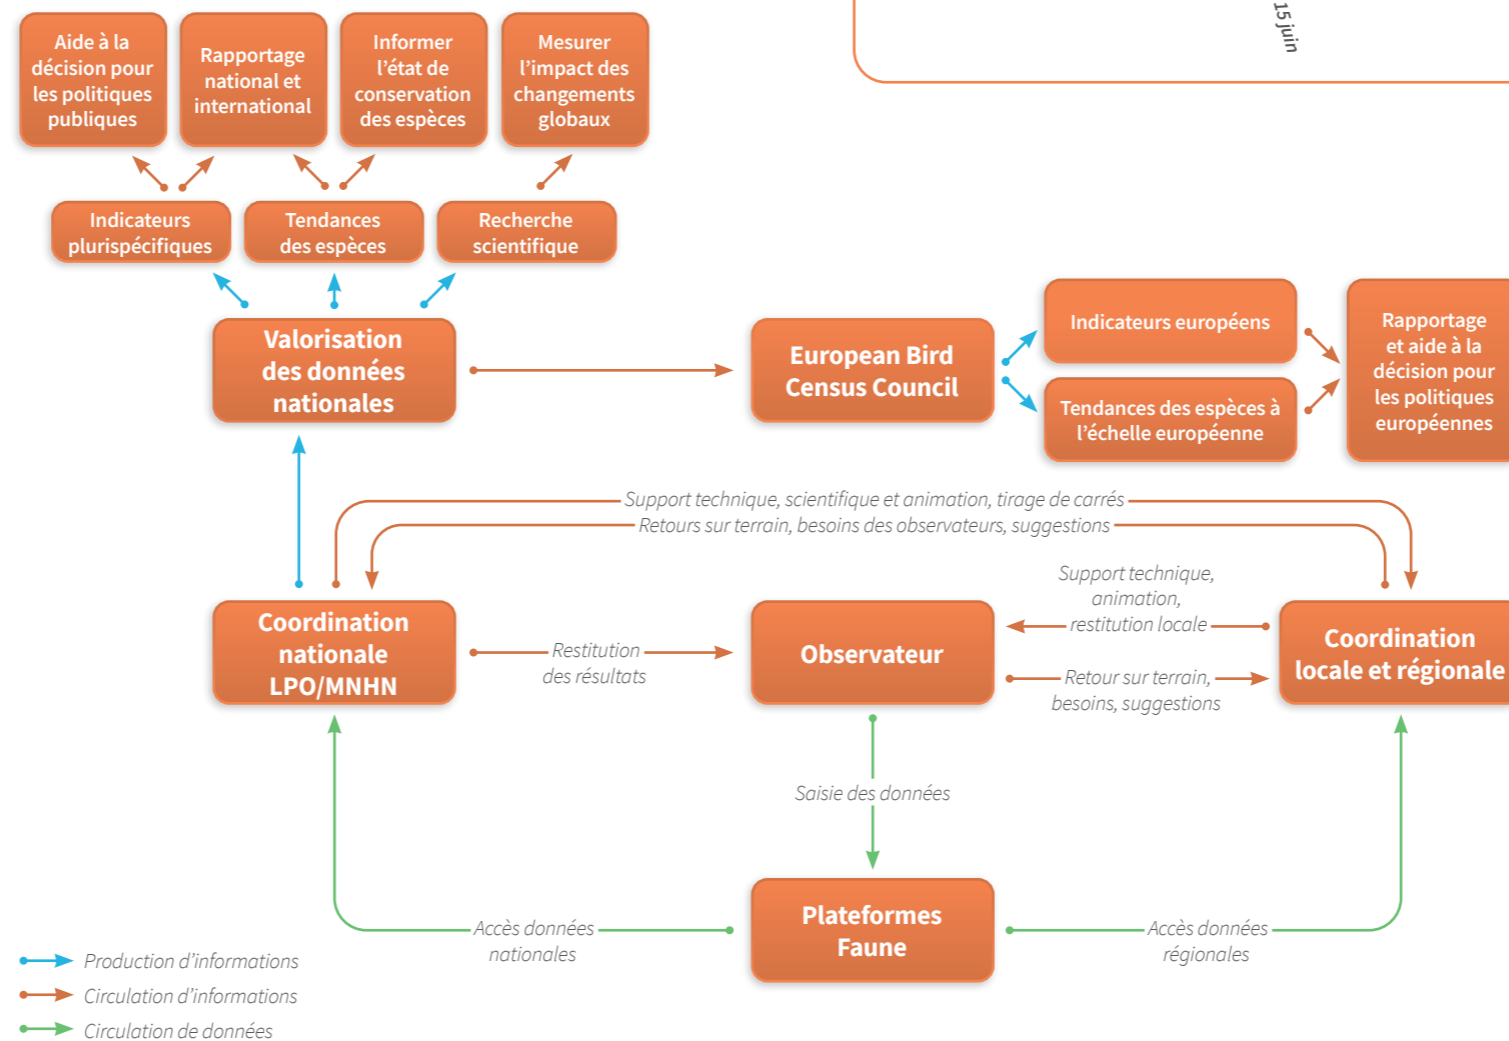 15 juin
Aide à la
décision pour
les politiques
publiques
Rapportage
national et
international
Informer
l’état de
conservation
des espèces
Mesurer
l’impact des
changements
globaux
Indicateurs
plurispécifiques
Tendances
des espèces
Recherche
scientifique
Valorisation
des données
nationales
European Bird
Census Council
Indicateurs européens
Tendances des espèces à
l’échelle européenne
Rapportage
et aide à la
décision pour
les politiques
européennes
Support technique, scientifique et animation, tirage de carrés
Retours sur terrain, besoins des observateurs, suggestions
Coordination
nationale
LPO/MNHN
Restitution
des résultats
Observateur
Support technique,
animation,
restitution locale
Retour sur terrain,
besoins, suggestions
Coordination
locale et régionale
Saisie des données
Plateformes
Faune
Accès données
nationales
Accès données
régionales
Production d’informations
Circulation d’informations
Circulation de données